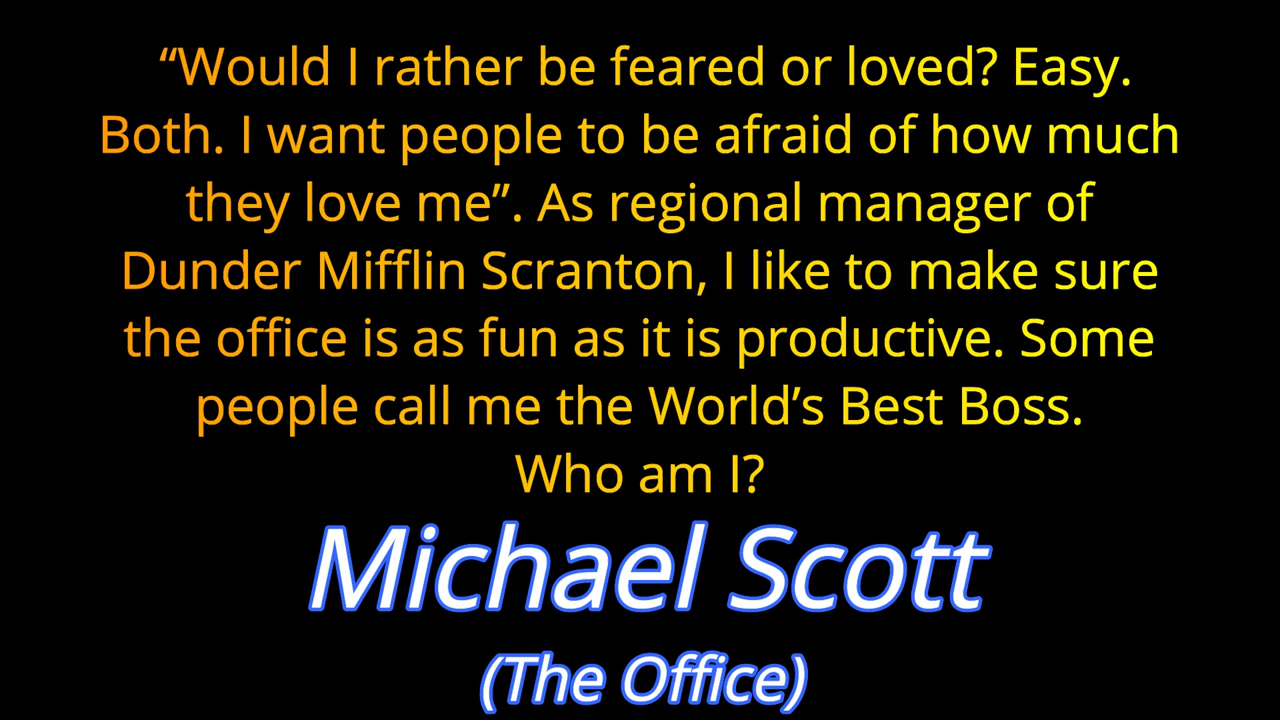 “Would I rather be feared or loved? Easy.
Both. I want people to be afraid of how much
they love me”. As regional manager of
Dunder Mifflin Scranton, I like to make sure
the office is as fun as it is productive. Some
people call me the World’s Best Boss.
Who am I?
Michael Scott
(The Office)